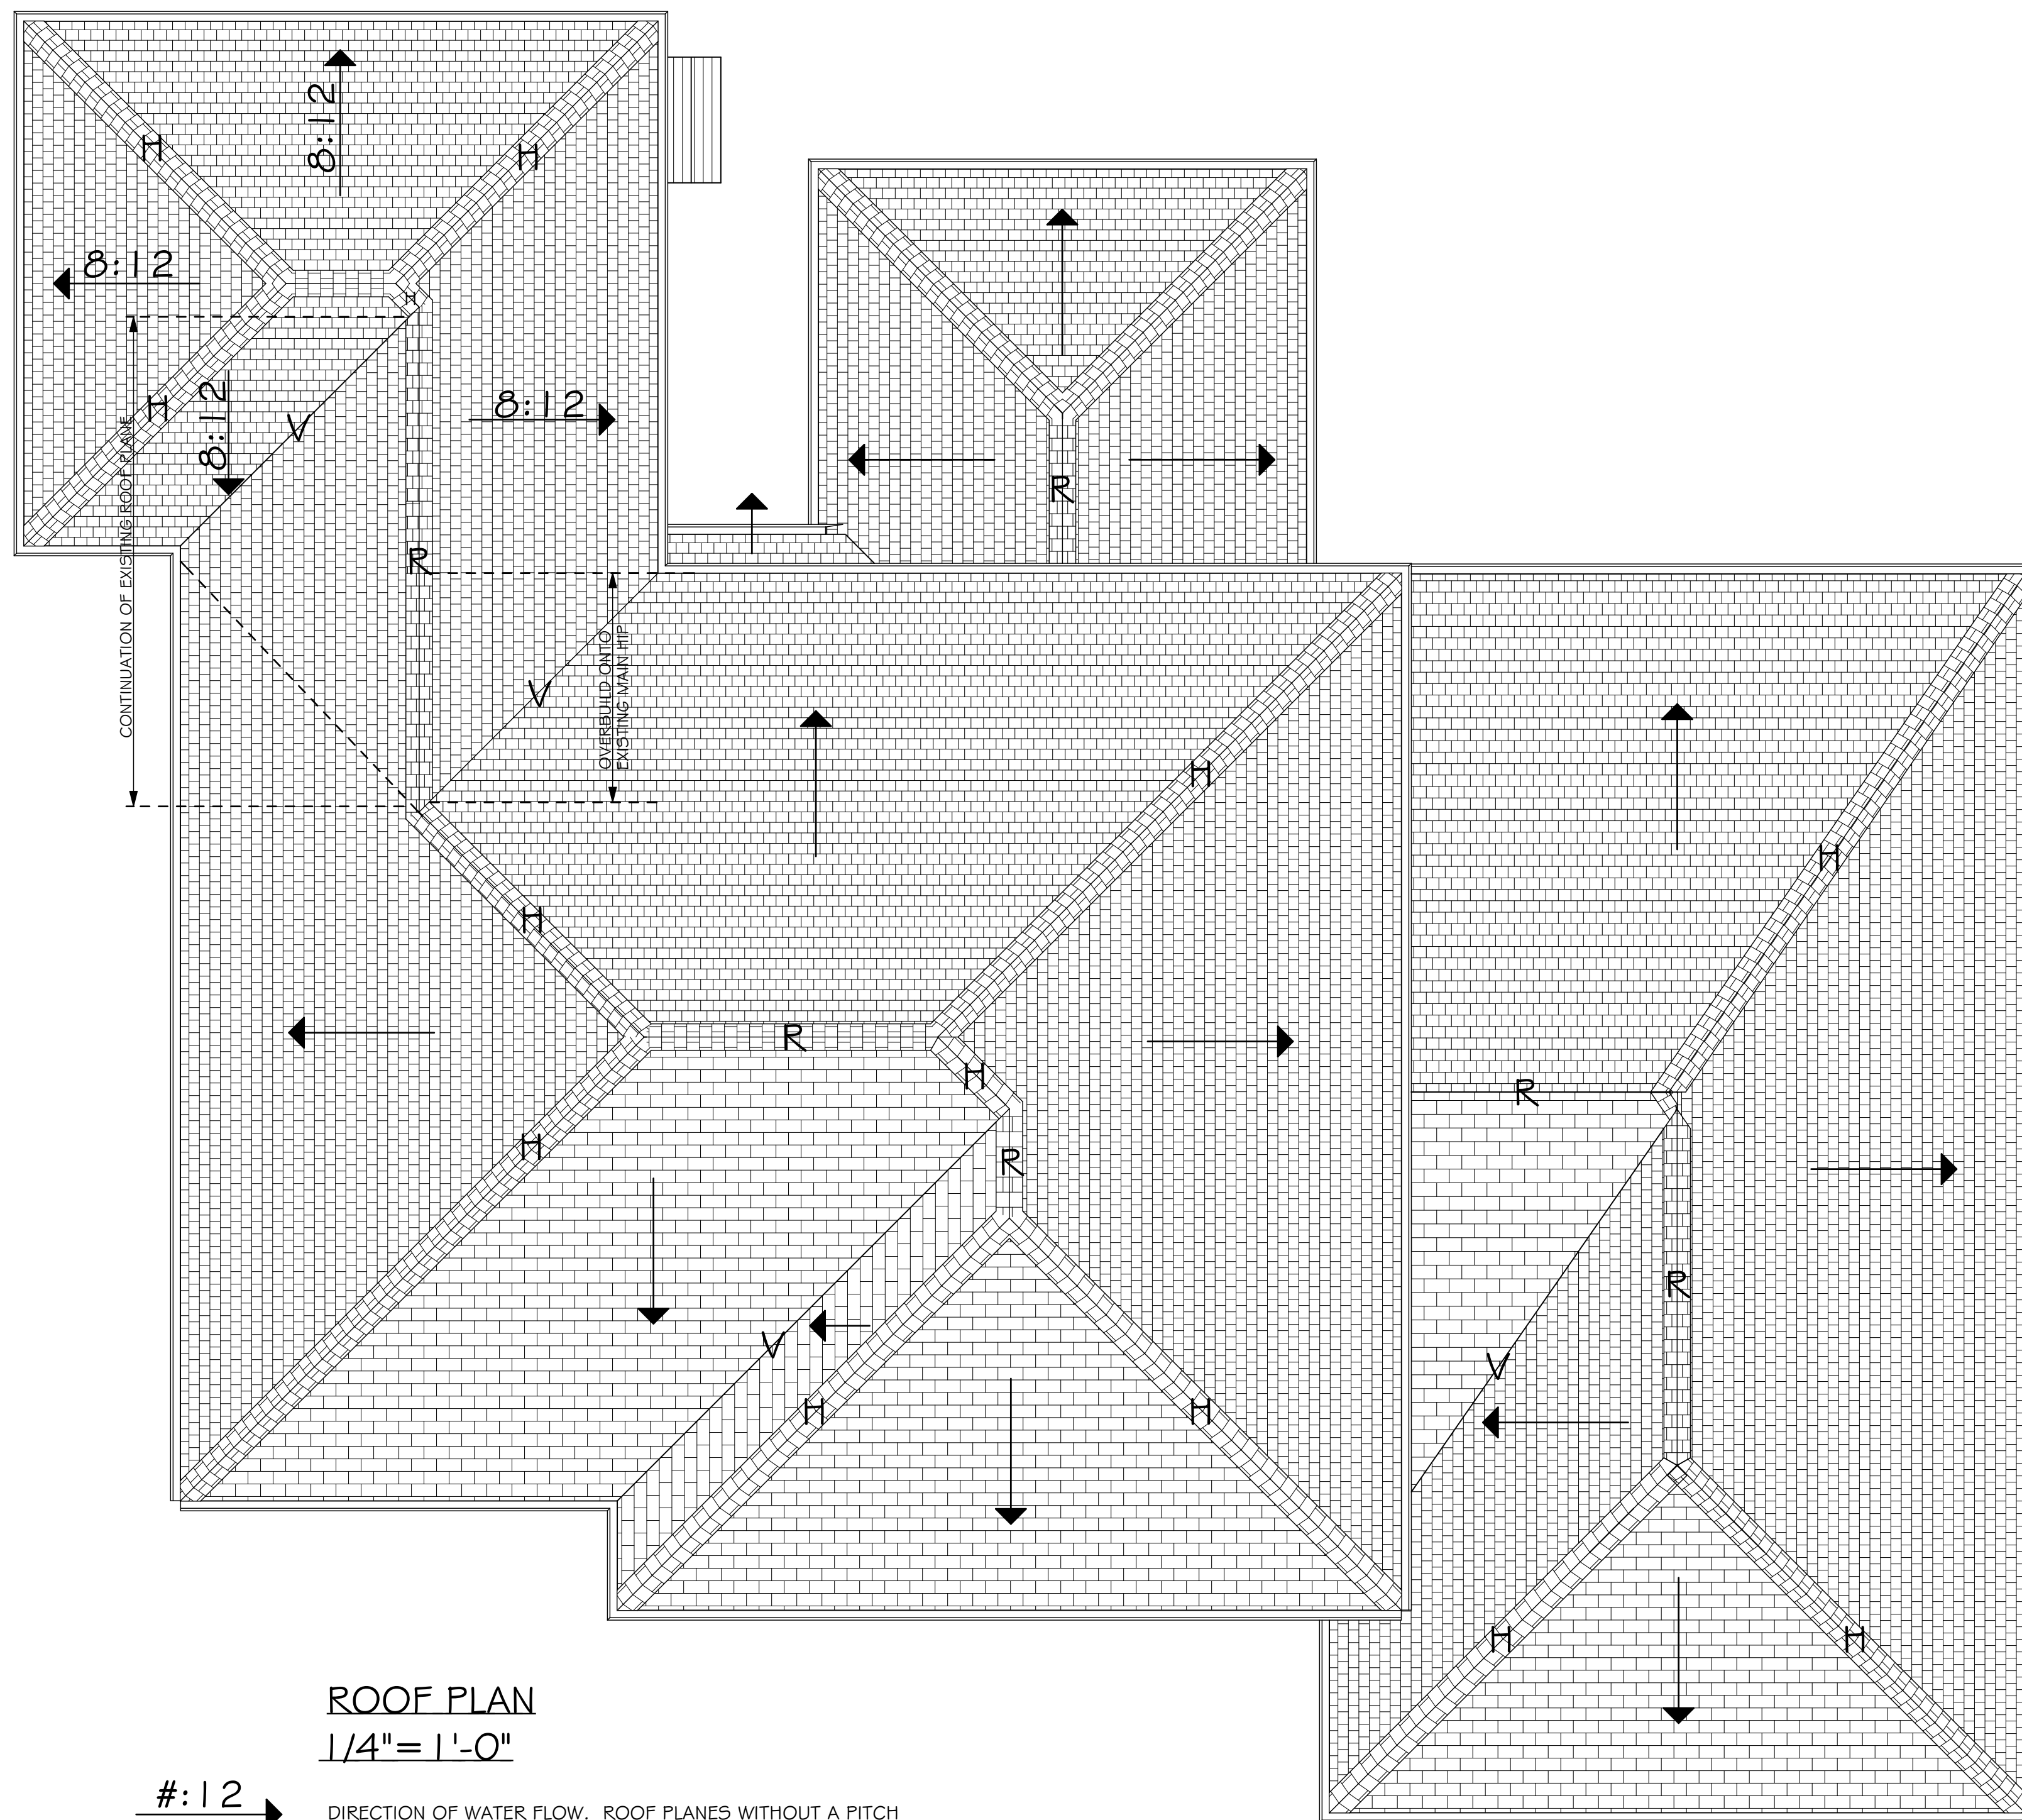 H
8:12
H
8:12
H
H
8:12
V
8:12
R
R
CONTINUATION OF EXISTING ROOF PLANE
V
OVERBUILD ONTO
EXISTING MAIN HIP
H
H
H
R
H
R
H
R
R
V
V
H
H
H
H
ROOF PLAN
1/4"= 1'-0"
#:12
DIRECTION OF WATER FLOW. ROOF PLANES WITHOUT A PITCH